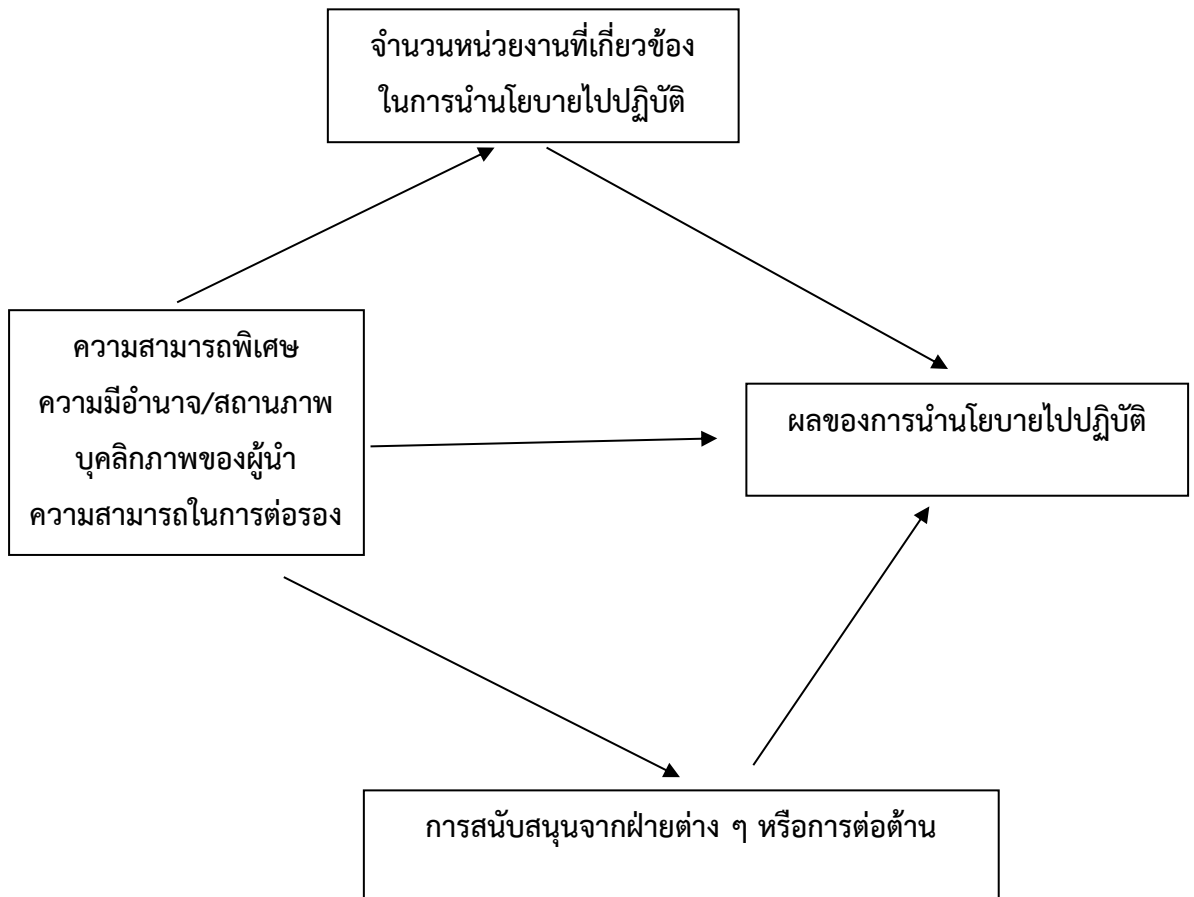 จำนวนหน่วยงานที่เกี่ยวข้อง
ในการนำนโยบายไปปฏิบัติ
ความสามารถพิเศษ
ความมีอำนาจ/สถานภาพ
บุคลิกภาพของผู้นำ
ความสามารถในการต่อรอง
ผลของการนำนโยบายไปปฏิบัติ
การสนับสนุนจากฝ่ายต่าง ๆ หรือการต่อต้าน